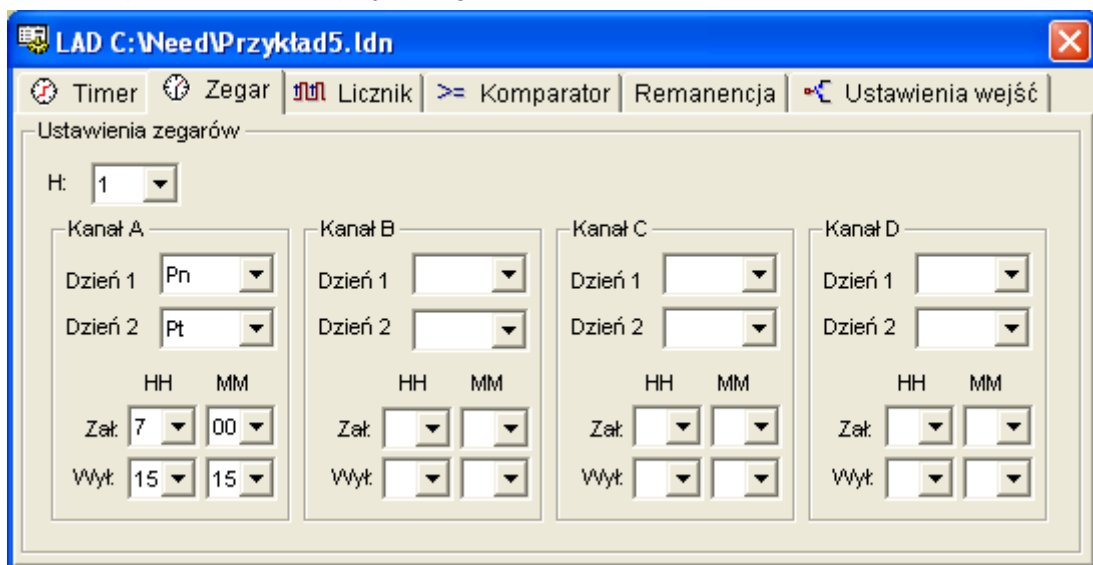 LAD C:\Need\Przykład5.ldn
Timer Zegar Licznik >= Komparator Remanencja Ustawienia wejść
Ustawienia zegarów
H: 1
Kanał A Kanał B Kanał C Kanał D
Dzień 1 Pn Dzień 1 Dzień 1 Dzień 1
Dzień 2 Pt Dzień 2 Dzień 2 Dzień 2
HH MM HH MM HH MM HH MM
Zał: 7 00 Zał: Zał: Zał:
Wył: 15 15 Wył: Wył: Wył: